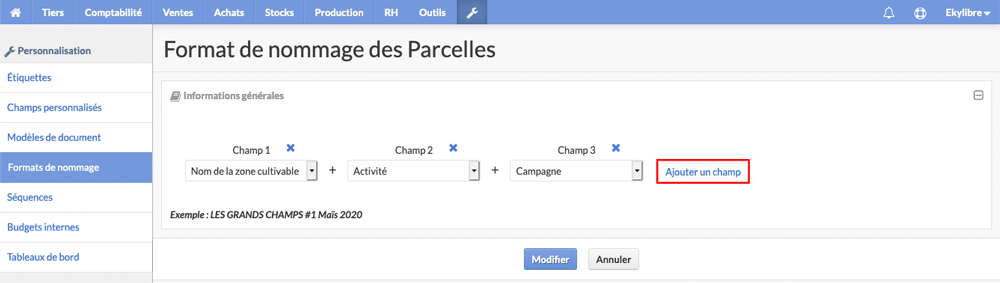 Tiers Comptabilité Ventes Achats Stocks Production RH Outils Ekylibre
Personnalisation
Étiquettes
Champs personnalisés
Modèles de document
Formats de nommage
Séquences
Budgets internes
Tableaux de bord
Format de nommage des Parcelles
Informations générales
Champ 1 Champ 2 Champ 3
Nom de la zone cultivable + Activité + Campagne Ajouter un champ
Exemple : LES GRANDS CHAMPS #1 Maïs 2020
Modifier Annuler